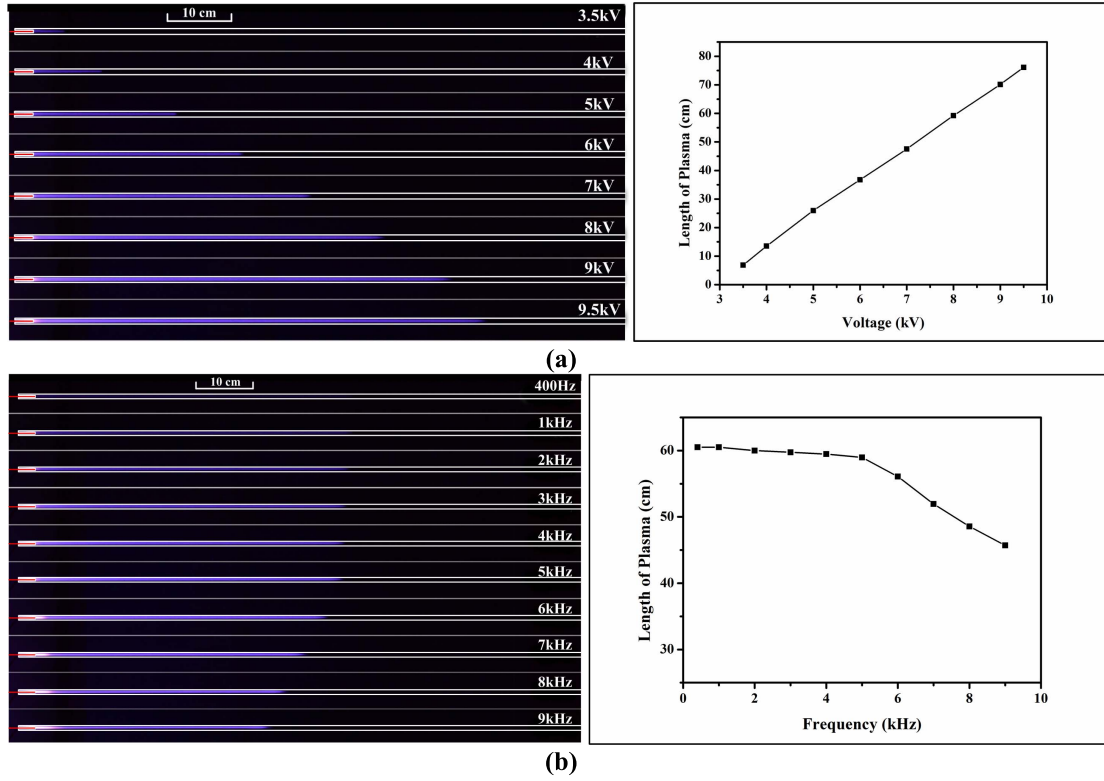 10 cm
3.5kV
4kV
5kV
6kV
7kV
8kV
9kV
9.5kV
80
70
60
50
40
30
20
10
0
3 4 5 6 7 8 9 10
Length of Plasma (cm)
Voltage (kV)
(a)
10 cm
400Hz
1kHz
2kHz
3kHz
4kHz
5kHz
6kHz
7kHz
8kHz
9kHz
60
50
40
30
0 2 4 6 8 10
Length of Plasma (cm)
Frequency (kHz)
(b)